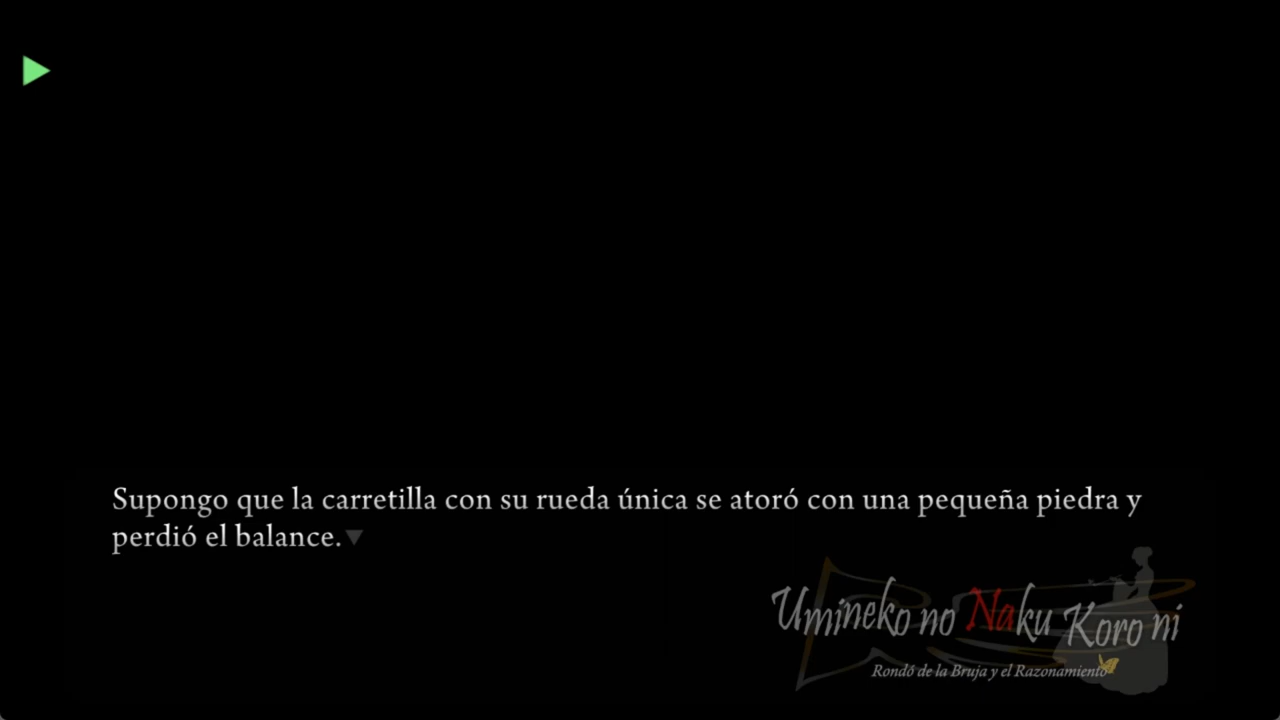 Supongo que la carretilla con su rueda única se atoró con una pequeña piedra y
perdió el balance.
Umineko no Naku Koro ni
Rondó de la Bruja y el Razonamiento